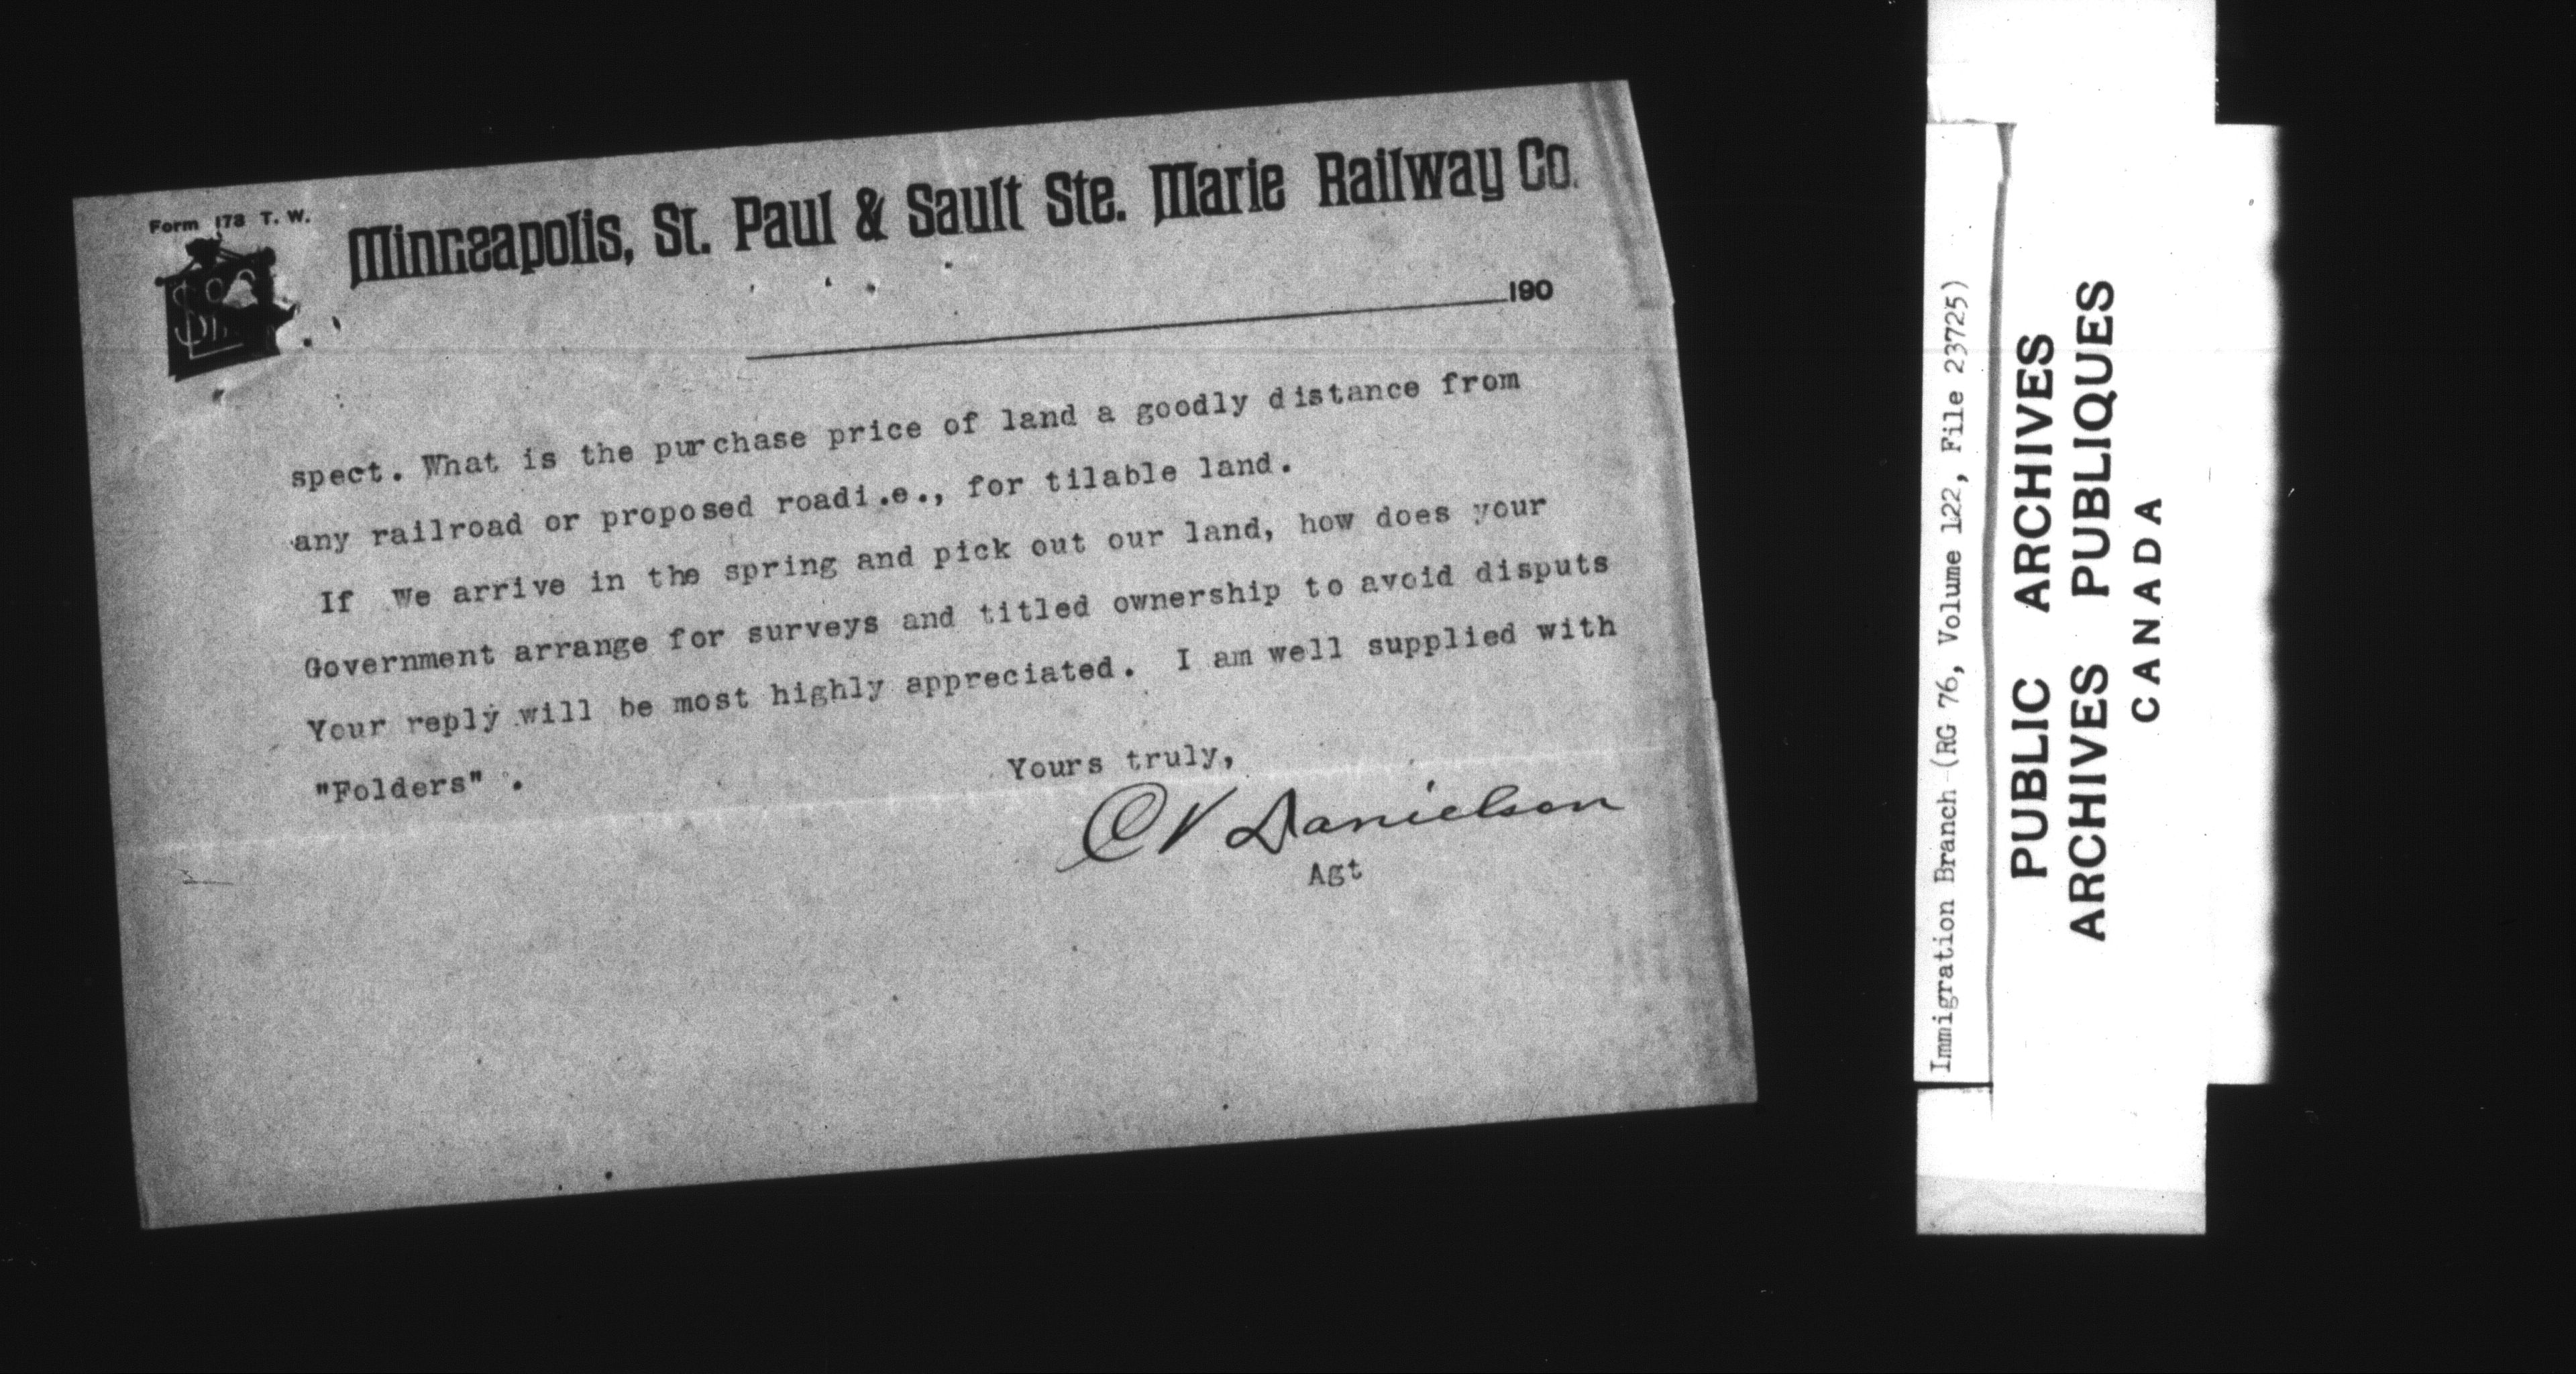 Form 178 T. W.
Minneapolis, St. Paul & Sault Ste. Marie Railway Co.
190
spect. What is the purchase price of land a goodly distance from
any railroad or proposed roadi.e., for tilable land.
If We arrive in the spring and pick out our land, how does your
Government arrange for surveys and titled ownership to avoid disputs
Your reply will be most highly appreciated. I am well supplied with
"Folders" .
Yours truly,
CV Danielson
Agt
Immigration Branch (RG 76, Volume 122, File 23725)
PUBLIC ARCHIVES
ARCHIVES PUBLIQUES
CANADA